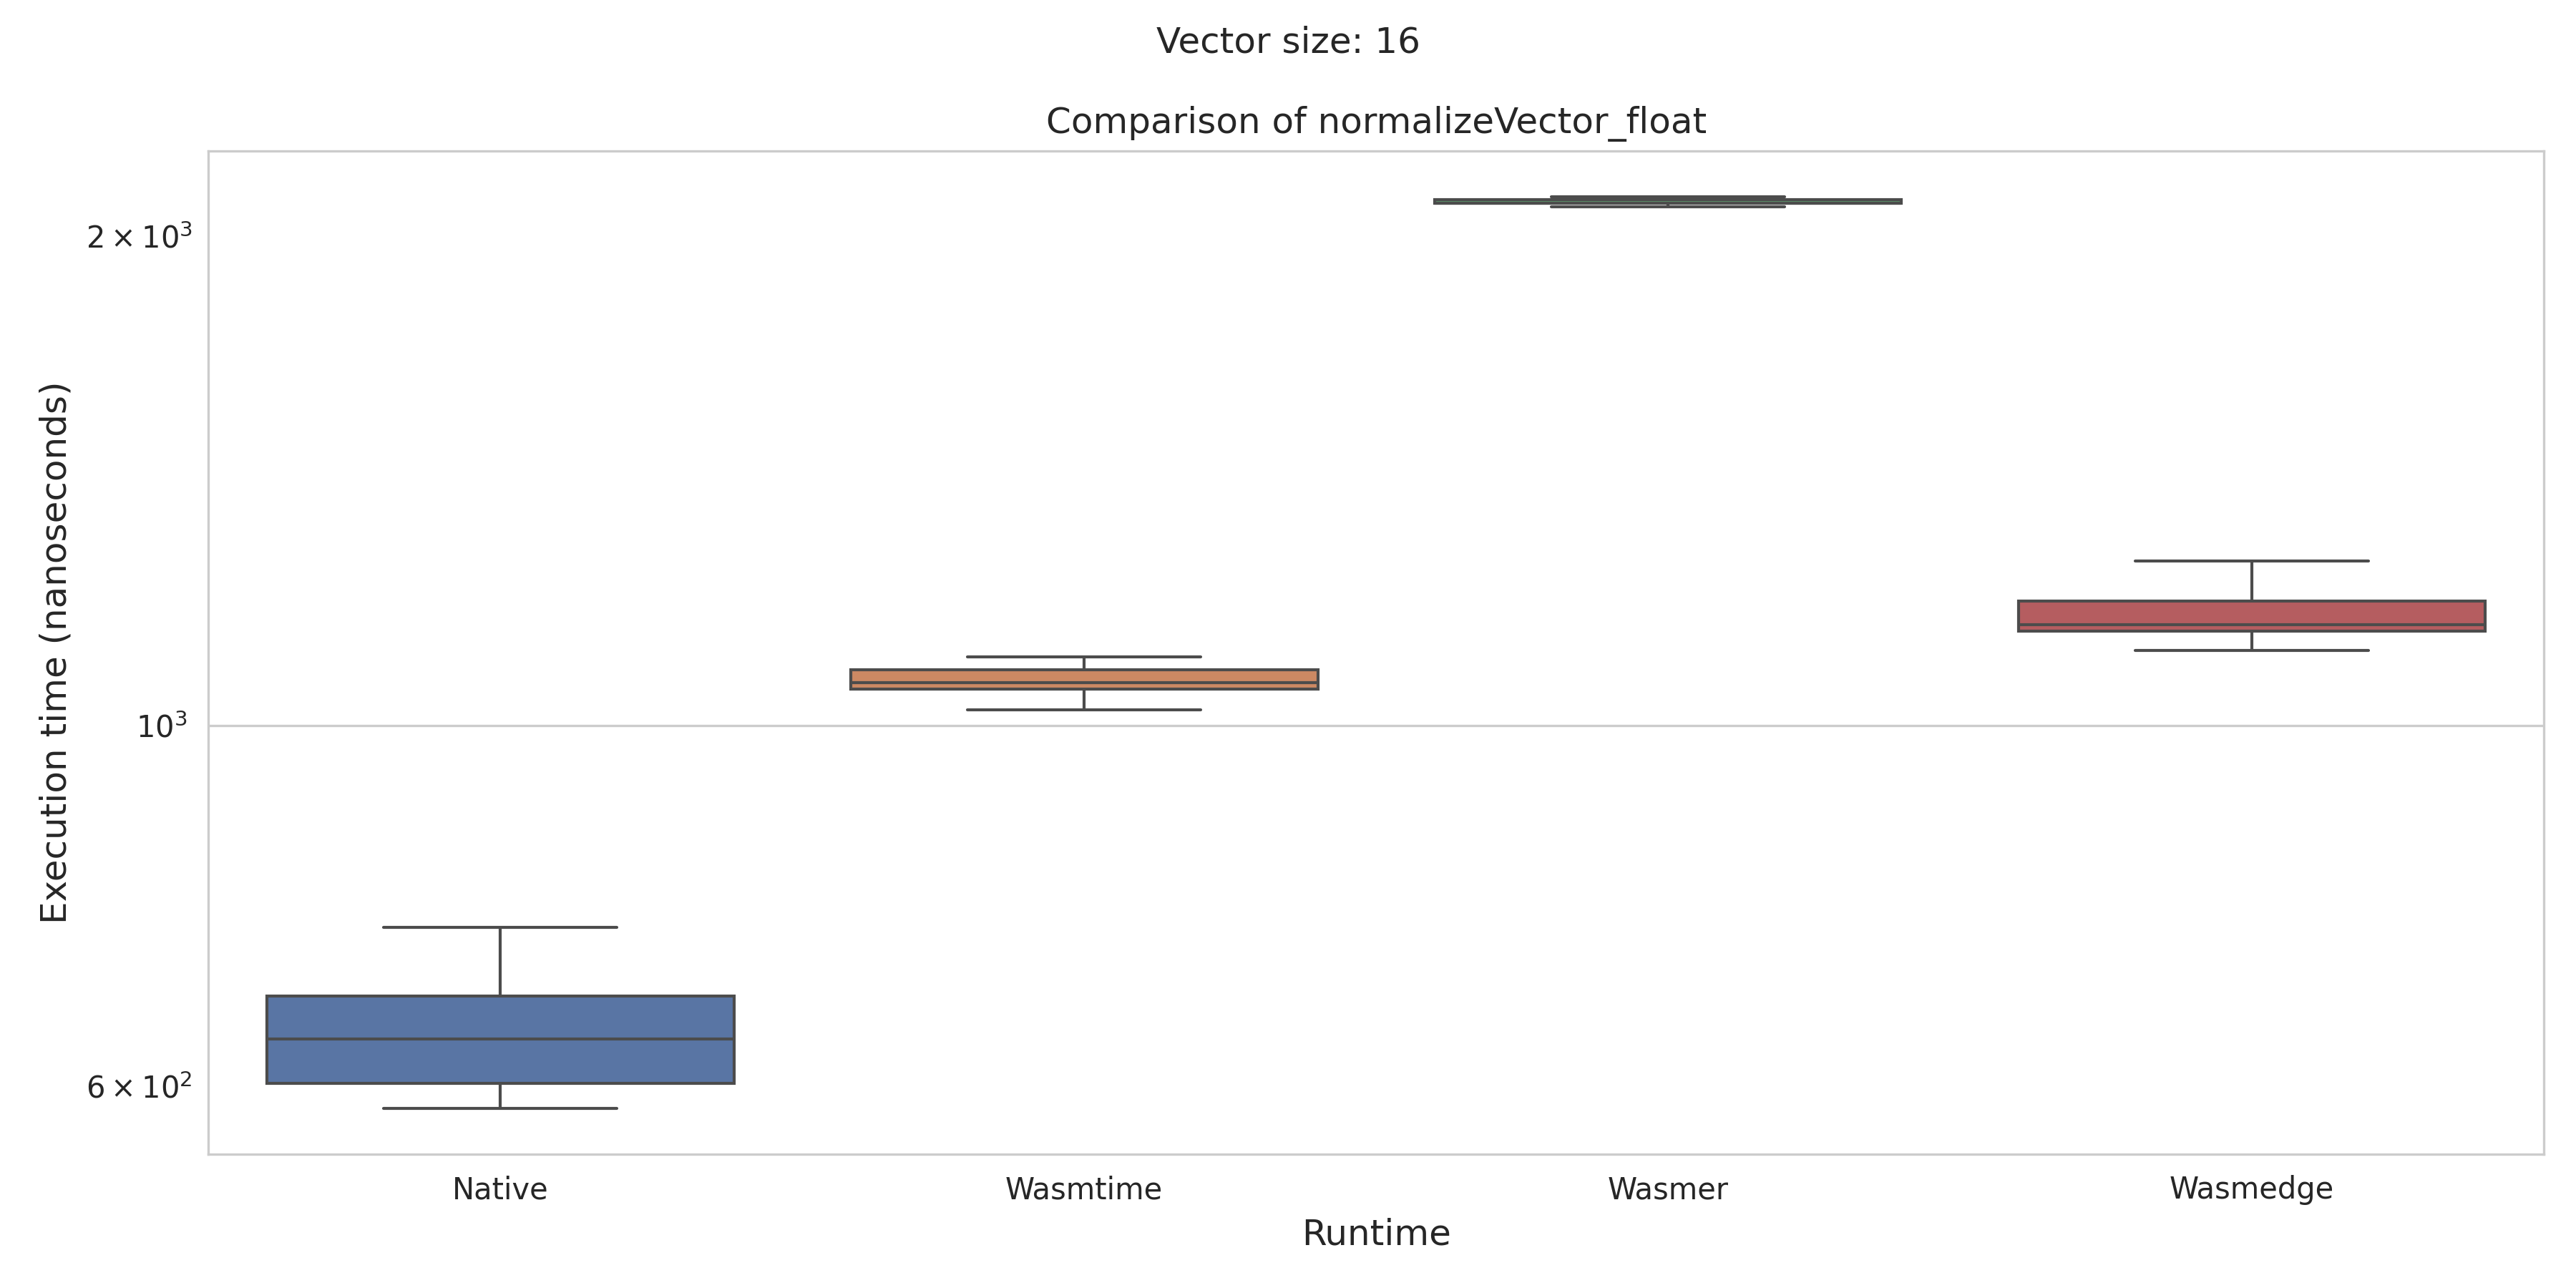 Vector size: 16
Comparison of normalizeVector_float
Execution time (nanoseconds)
2 × 10³
10³
6 × 10²
Native
Wasmtime
Wasmer
Wasmedge
Runtime